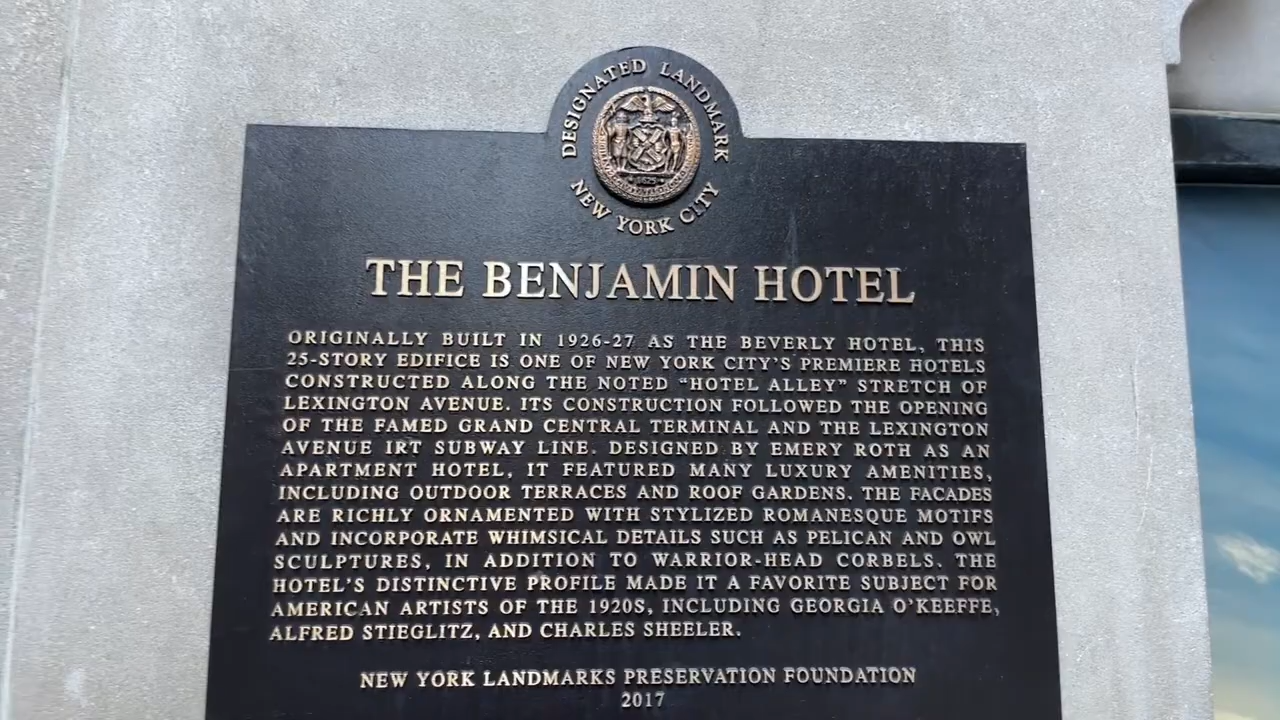 DESIGNATED LANDMARK
NEW YORK CITY
1625
THE BENJAMIN HOTEL
ORIGINALLY BUILT IN 1926-27 AS THE BEVERLY HOTEL, THIS
25-STORY EDIFICE IS ONE OF NEW YORK CITY'S PREMIERE HOTELS
CONSTRUCTED ALONG THE NOTED “HOTEL ALLEY” STRETCH OF
LEXINGTON AVENUE. ITS CONSTRUCTION FOLLOWED THE OPENING
OF THE FAMED GRAND CENTRAL TERMINAL AND THE LEXINGTON
AVENUE IRT SUBWAY LINE. DESIGNED BY EMERY ROTH AS AN
APARTMENT HOTEL, IT FEATURED MANY LUXURY AMENITIES,
INCLUDING OUTDOOR TERRACES AND ROOF GARDENS. THE FACADES
ARE RICHLY ORNAMENTED WITH STYLIZED ROMANESQUE MOTIFS
AND INCORPORATE WHIMSICAL DETAILS SUCH AS PELICAN AND OWL
SCULPTURES, IN ADDITION TO WARRIOR-HEAD CORBELS. THE
HOTEL'S DISTINCTIVE PROFILE MADE IT A FAVORITE SUBJECT FOR
AMERICAN ARTISTS OF THE 1920S, INCLUDING GEORGIA O'KEEFFE,
ALFRED STIEGLITZ, AND CHARLES SHEELER.
NEW YORK LANDMARKS PRESERVATION FOUNDATION
2017